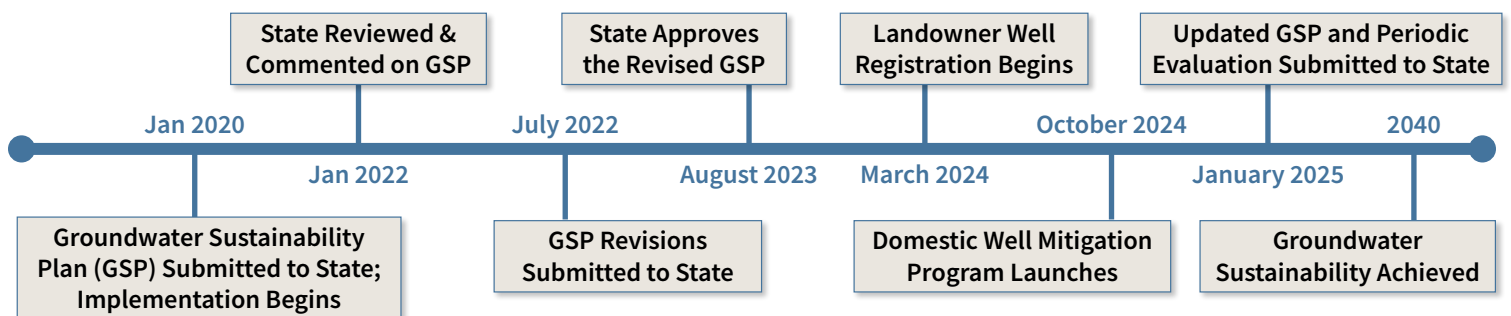 State Reviewed &
Commented on GSP
State Approves
the Revised GSP
Landowner Well
Registration Begins
Updated GSP and Periodic
Evaluation Submitted to State
Jan 2020
July 2022
October 2024
2040
Jan 2022
August 2023
March 2024
January 2025
Groundwater Sustainability
Plan (GSP) Submitted to State;
Implementation Begins
GSP Revisions
Submitted to State
Domestic Well Mitigation
Program Launches
Groundwater
Sustainability Achieved